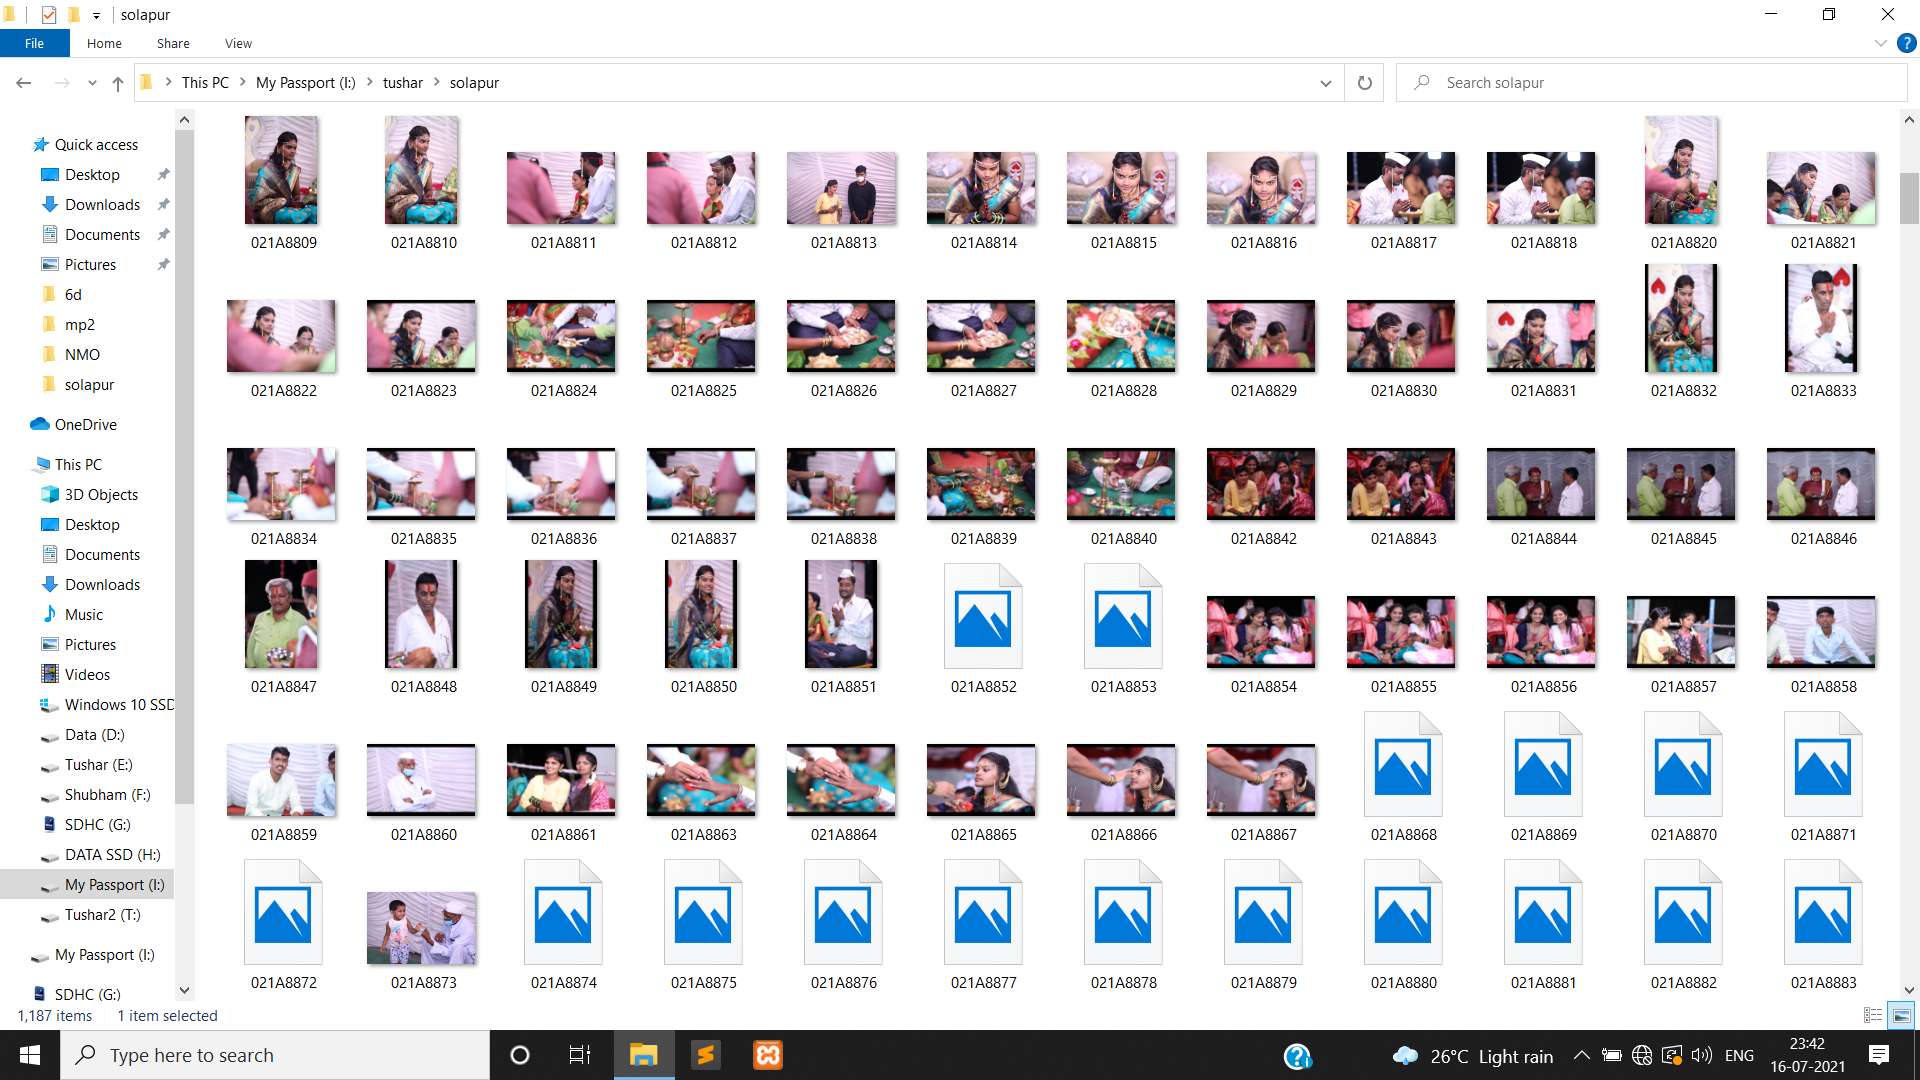 solapur
File Home Share View
This PC My Passport (I:) tushar solapur
Search solapur
Quick access
Desktop
Downloads
Documents
Pictures
6d
mp2
NMO
solapur
OneDrive
This PC
3D Objects
Desktop
Documents
Downloads
Music
Pictures
Videos
Windows 10 SSD
Data (D:)
Tushar (E:)
Shubham (F:)
SDHC (G:)
DATA SSD (H:)
My Passport (I:)
Tushar2 (T:)
My Passport (I:)
SDHC (G:)
021A8809 021A8810 021A8811 021A8812 021A8813 021A8814 021A8815 021A8816 021A8817 021A8818 021A8820 021A8821
021A8822 021A8823 021A8824 021A8825 021A8826 021A8827 021A8828 021A8829 021A8830 021A8831 021A8832 021A8833
021A8834 021A8835 021A8836 021A8837 021A8838 021A8839 021A8840 021A8842 021A8843 021A8844 021A8845 021A8846
021A8847 021A8848 021A8849 021A8850 021A8851 021A8852 021A8853 021A8854 021A8855 021A8856 021A8857 021A8858
021A8859 021A8860 021A8861 021A8863 021A8864 021A8865 021A8866 021A8867 021A8868 021A8869 021A8870 021A8871
021A8872 021A8873 021A8874 021A8875 021A8876 021A8877 021A8878 021A8879 021A8880 021A8881 021A8882 021A8883
1,187 items 1 item selected
Type here to search
26°C Light rain
ENG
23:42
16-07-2021